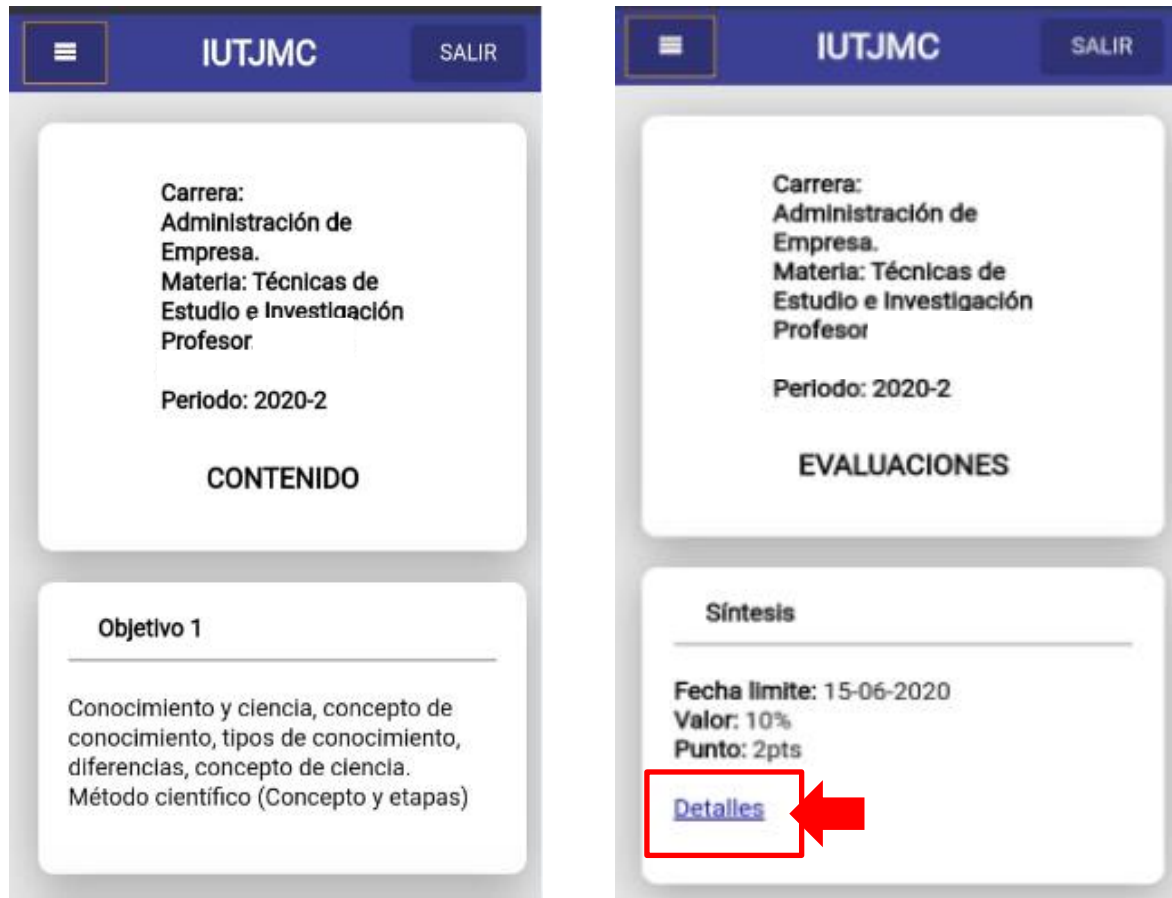 IUTJMC
SALIR
Carrera:
Administración de
Empresa.
Materia: Técnicas de
Estudio e Investigación
Profesor
Periodo: 2020-2
CONTENIDO
Objetivo 1
Conocimiento y ciencia, concepto de
conocimiento, tipos de conocimiento,
diferencias, concepto de ciencia.
Método científico (Concepto y etapas)
IUTJMC
SALIR
Carrera:
Administración de
Empresa.
Materia: Técnicas de
Estudio e Investigación
Profesor
Periodo: 2020-2
EVALUACIONES
Síntesis
Fecha limite: 15-06-2020
Valor: 10%
Punto: 2pts
Detalles